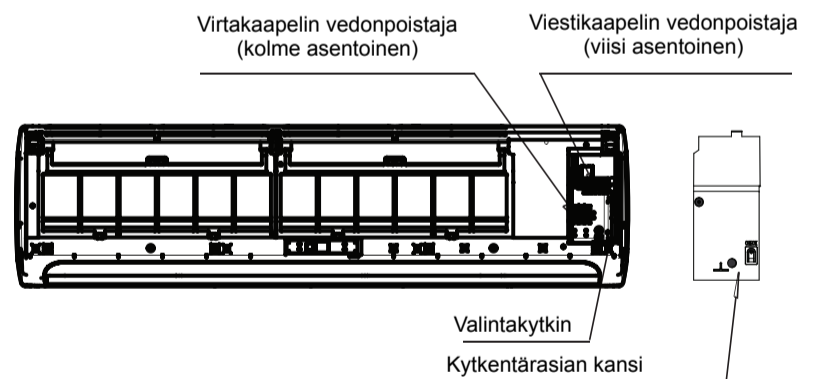 Virtakaapelin vedonpoistaja
(kolme asentoinen)
Viestikaapelin vedonpoistaja
(viisi asentoinen)
Valintakytkin
Kytkentärasian kansi